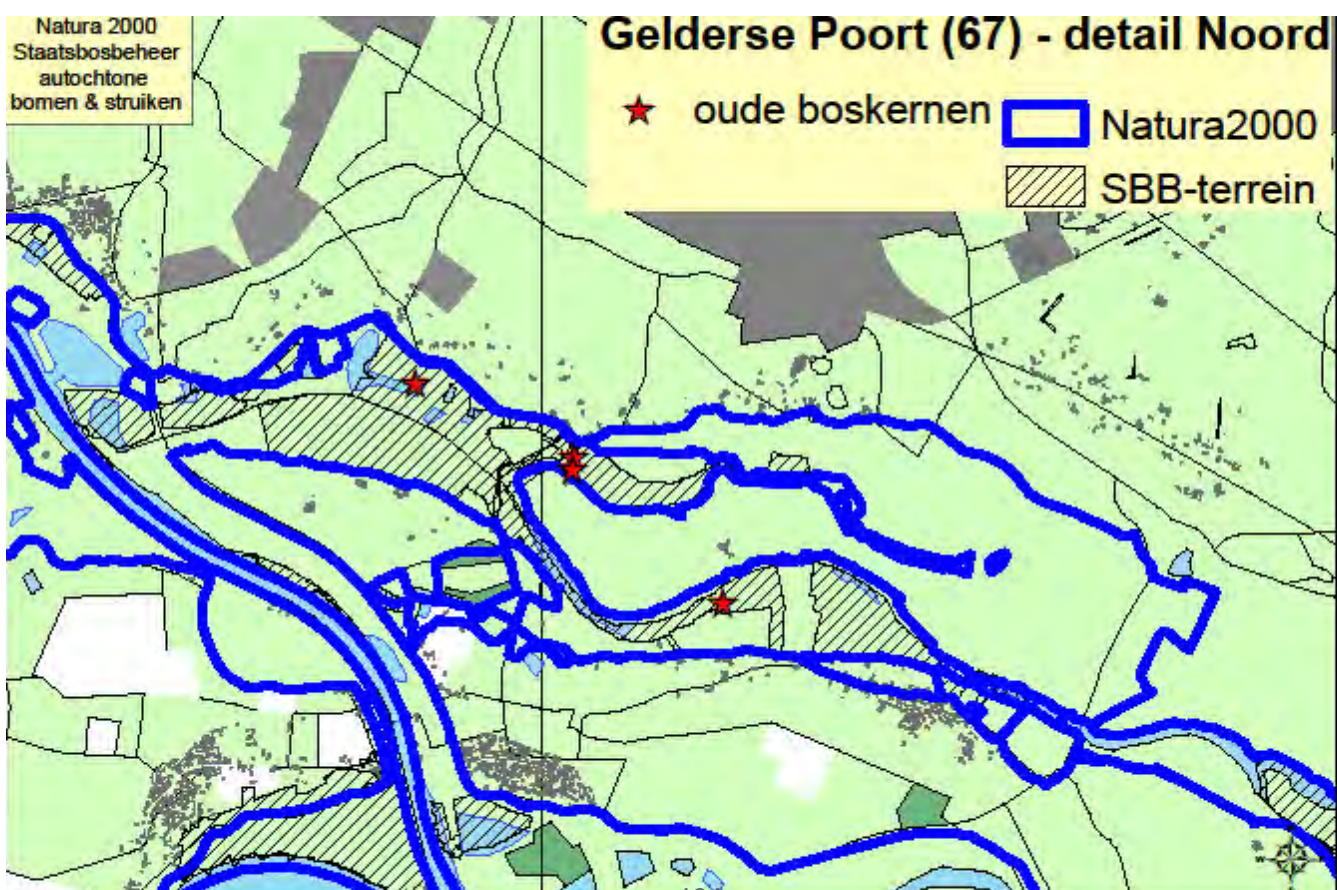 Natura 2000
Staatsbosbeheer
autochtone
bomen & struiken
Gelderse Poort (67) - detail Noord
oude boskernen
Natura2000
SBB-terrein